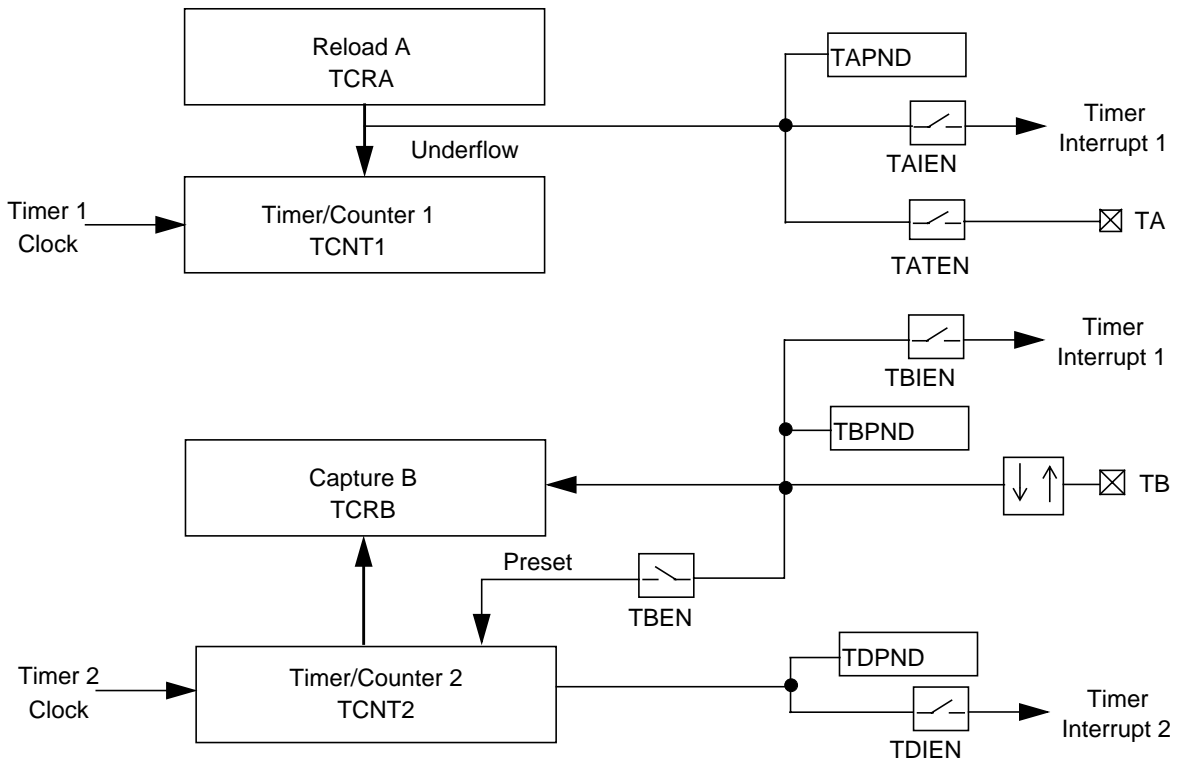 Reload A
TCRA
TAPND
Timer
Interrupt 1
TAIEN
Underflow
Timer 1
Clock
Timer/Counter 1
TCNT1
TA
TATEN
Timer
Interrupt 1
TBIEN
TBPND
Capture B
TCRB
TB
Preset
TBEN
TDPND
Timer 2
Clock
Timer/Counter 2
TCNT2
Timer
Interrupt 2
TDIEN